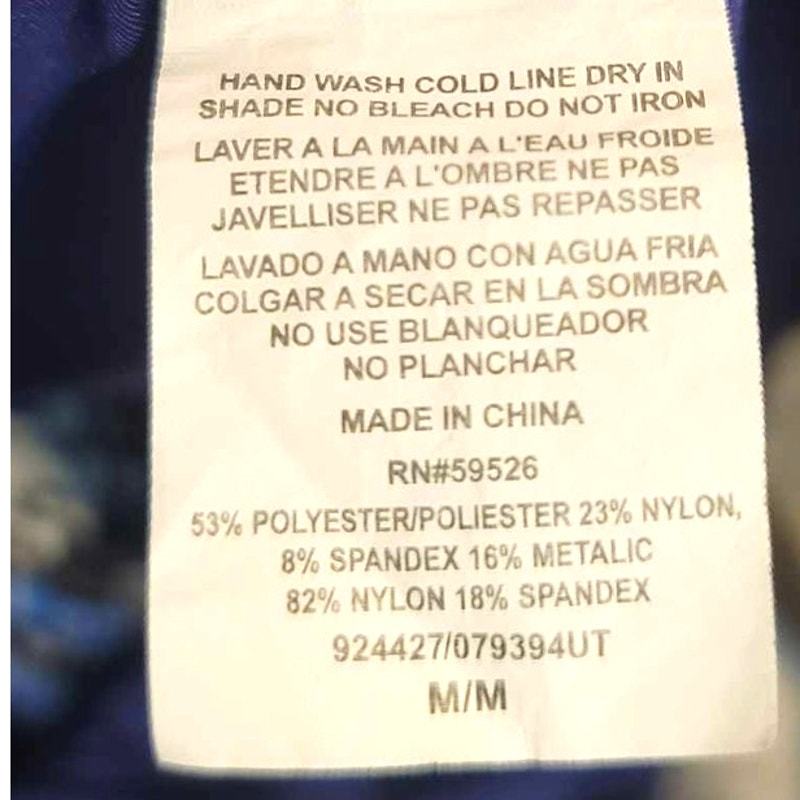 HAND WASH COLD LINE DRY IN
SHADE NO BLEACH DO NOT IRON
LAVER A LA MAIN A L'EAU FROIDE
ETENDRE A L'OMBRE NE PAS
JAVELLISER NE PAS REPASSER
LAVADO A MANO CON AGUA FRIA
COLGAR A SECAR EN LA SOMBRA
NO USE BLANQUEADOR
NO PLANCHAR
MADE IN CHINA
RN#59526
53% POLYESTER/POLIESTER 23% NYLON,
8% SPANDEX 16% METALIC
82% NYLON 18% SPANDEX
924427/079394UT
M/M